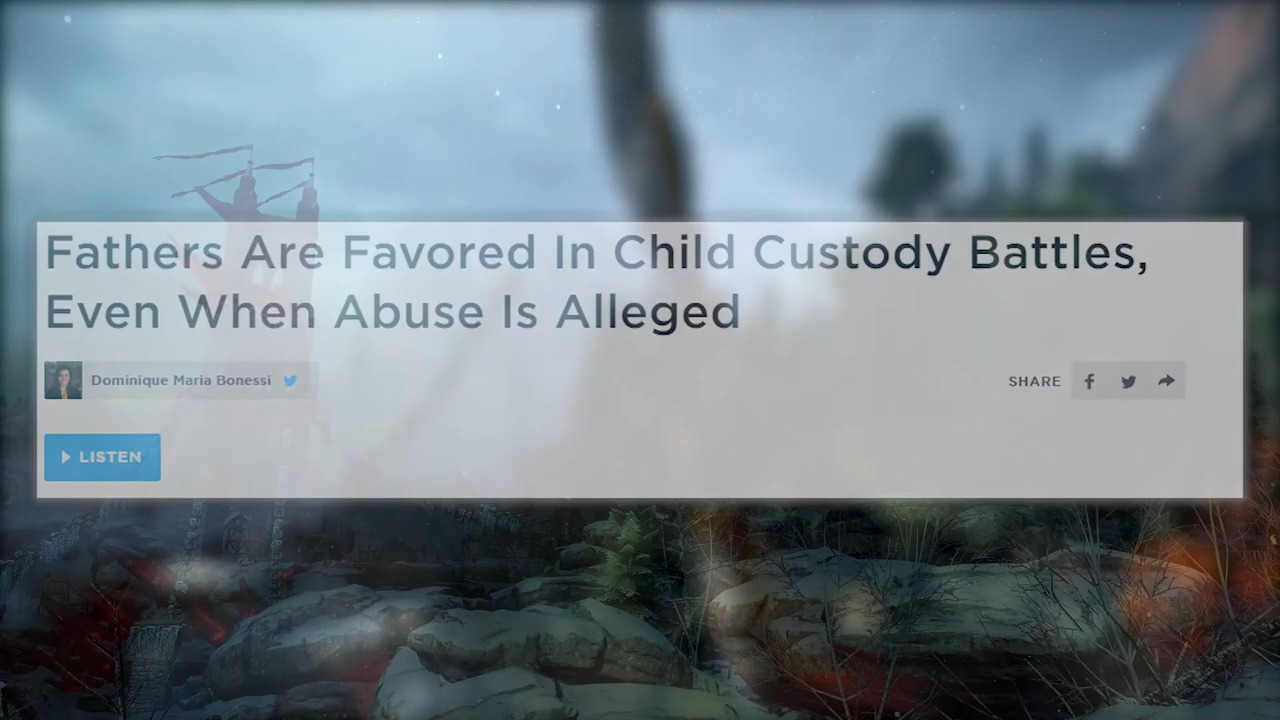 Fathers Are Favored In Child Custody Battles,
Even When Abuse Is Alleged
Dominique Maria Bonessi
SHARE
LISTEN